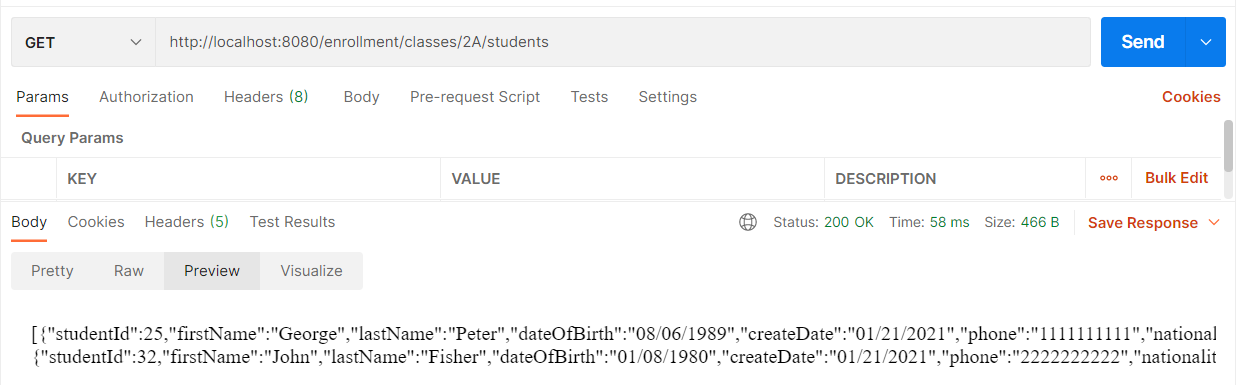 GET http://localhost:8080/enrollment/classes/2A/students Send
Params Authorization Headers (8) Body Pre-request Script Tests Settings Cookies
Query Params
KEY VALUE DESCRIPTION ooo Bulk Edit
Body Cookies Headers (5) Test Results Status: 200 OK Time: 58 ms Size: 466 B Save Response
Pretty Raw Preview Visualize
[{"studentId":25,"firstName":"George","lastName":"Peter","dateOfBirth":"08/06/1989","createDate":"01/21/2021","phone":"1111111111","national
{"studentId":32,"firstName":"John","lastName":"Fisher","dateOfBirth":"01/08/1980","createDate":"01/21/2021","phone":"2222222222","nationalit